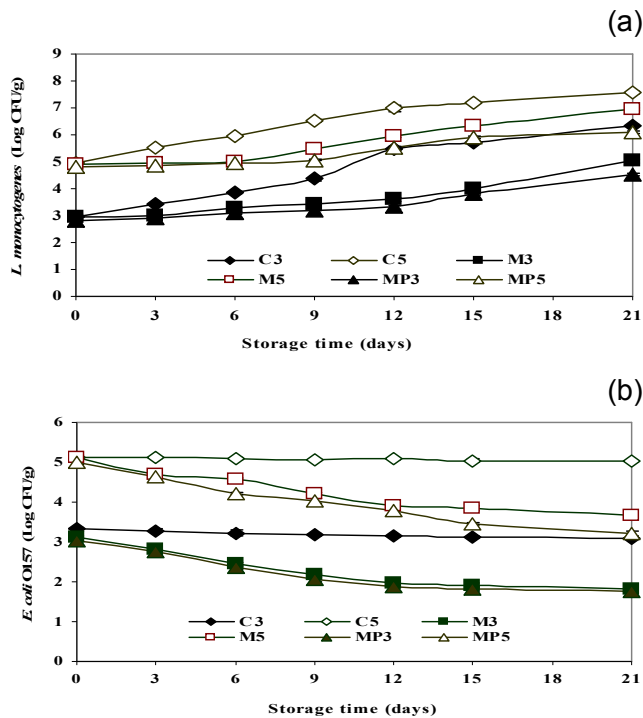 (a)
9
8
7
6
5
4
3
2
1
0
L. monocytogenes (Log CFU/g)
C3 C5 M3
M5 MP3 MP5
0 3 6 9 12 15 18 21
Storage time (days)
(b)
6
5
4
3
2
1
0
E coli O157 (Log CFU/g)
C3 C5 M3
M5 MP3 MP5
0 3 6 9 12 15 18 21
Storage time (days)